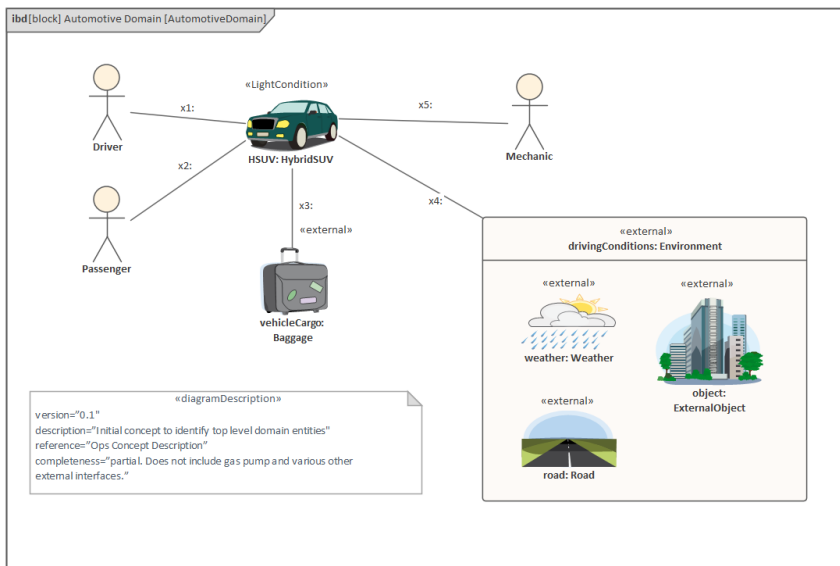 ibd [block] Automotive Domain [AutomotiveDomain]
«LightCondition»
HSUV: HybridSUV
Driver
x1:
x5:
Mechanic
x2:
Passenger
x3:
x4:
«external»
vehicleCargo:
Baggage
«external»
drivingConditions: Environment
«external»
weather: Weather
«external»
object:
ExternalObject
«external»
road: Road
«diagramDescription»
version="0.1"
description="Initial concept to identify top level domain entities"
reference="Ops Concept Description"
completeness="partial. Does not include gas pump and various other
external interfaces."